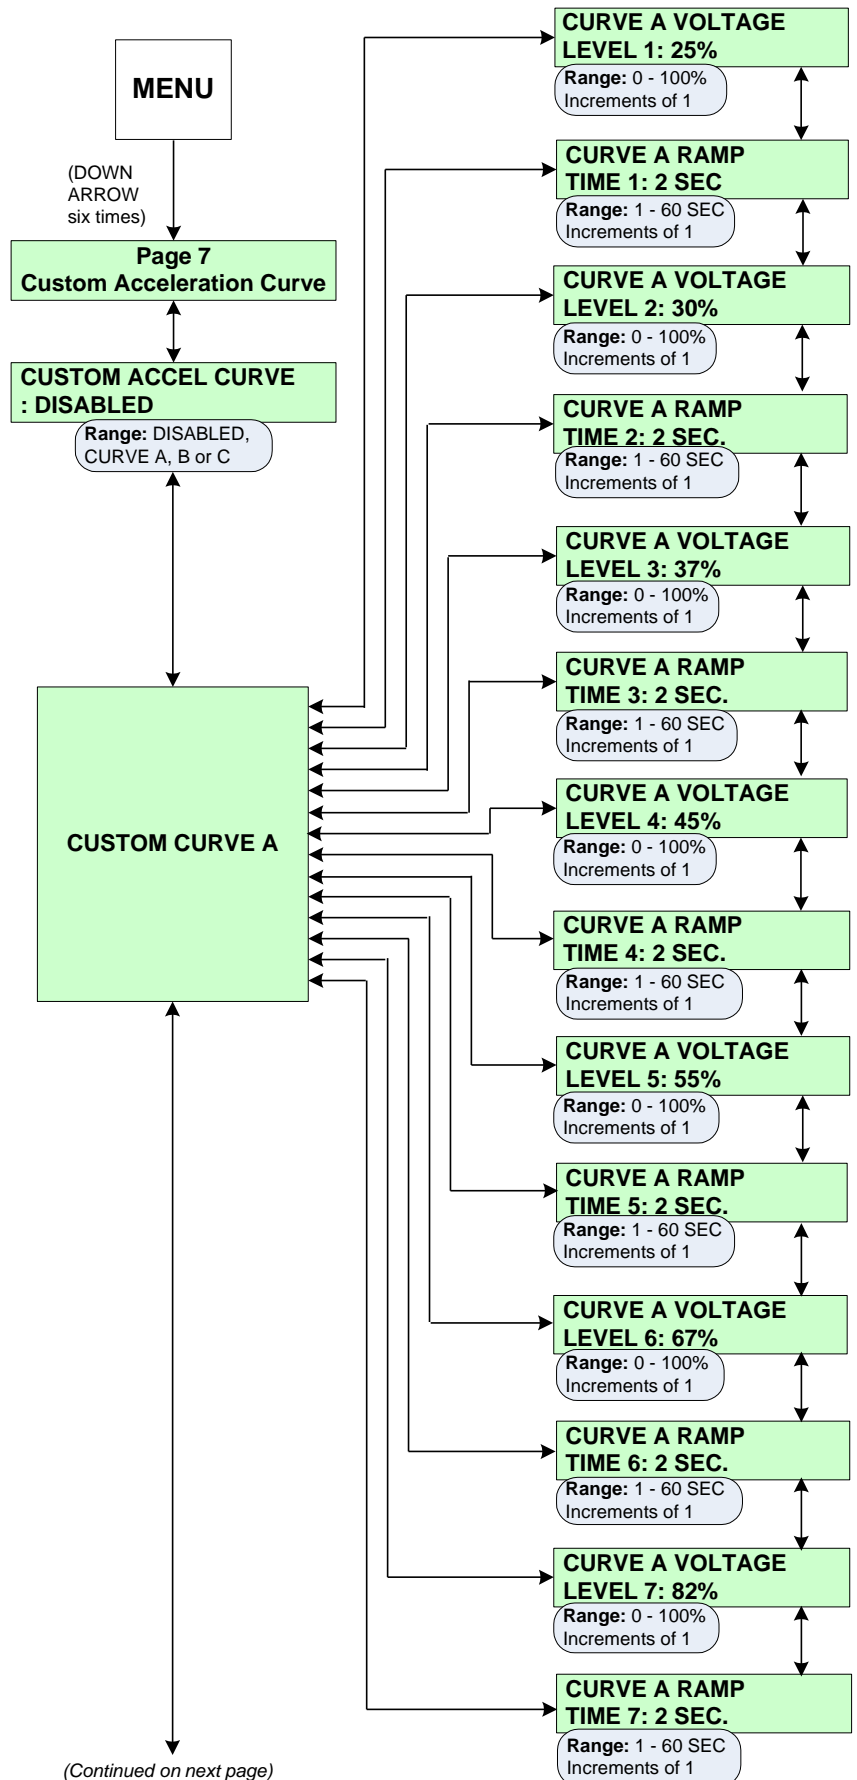 MENU
(DOWN
ARROW
six times)
Page 7
Custom Acceleration Curve
CUSTOM ACCEL CURVE
: DISABLED
Range: DISABLED,
CURVE A, B or C
CUSTOM CURVE A
(Continued on next page)
CURVE A VOLTAGE
LEVEL 1: 25%
Range: 0 - 100%
Increments of 1
CURVE A RAMP
TIME 1: 2 SEC
Range: 1 - 60 SEC
Increments of 1
CURVE A VOLTAGE
LEVEL 2: 30%
Range: 0 - 100%
Increments of 1
CURVE A RAMP
TIME 2: 2 SEC.
Range: 1 - 60 SEC
Increments of 1
CURVE A VOLTAGE
LEVEL 3: 37%
Range: 0 - 100%
Increments of 1
CURVE A RAMP
TIME 3: 2 SEC.
Range: 1 - 60 SEC
Increments of 1
CURVE A VOLTAGE
LEVEL 4: 45%
Range: 0 - 100%
Increments of 1
CURVE A RAMP
TIME 4: 2 SEC.
Range: 1 - 60 SEC
Increments of 1
CURVE A VOLTAGE
LEVEL 5: 55%
Range: 0 - 100%
Increments of 1
CURVE A RAMP
TIME 5: 2 SEC.
Range: 1 - 60 SEC
Increments of 1
CURVE A VOLTAGE
LEVEL 6: 67%
Range: 0 - 100%
Increments of 1
CURVE A RAMP
TIME 6: 2 SEC.
Range: 1 - 60 SEC
Increments of 1
CURVE A VOLTAGE
LEVEL 7: 82%
Range: 0 - 100%
Increments of 1
CURVE A RAMP
TIME 7: 2 SEC.
Range: 1 - 60 SEC
Increments of 1